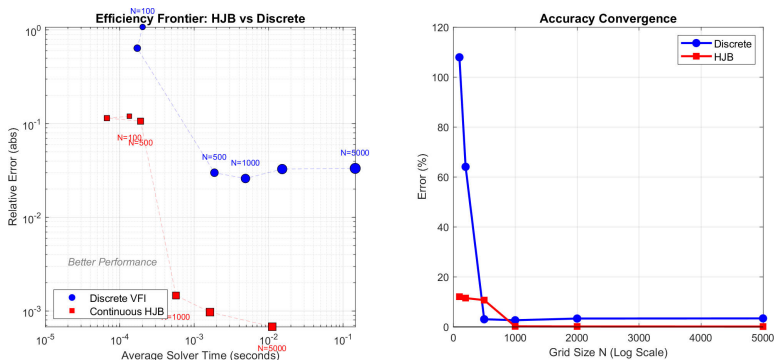 Efficiency Frontier: HJB vs Discrete
10^0
10^-1
10^-2
10^-3
Relative Error (abs)
N=100
N=500
N=1000
N=5000
N=100
N=500
N=1000
N=5000
Better Performance
Discrete VFI
Continuous HJB
10^-5
10^-4
10^-3
10^-2
10^-1
Average Solver Time (seconds)
Accuracy Convergence
120
100
80
60
40
20
0
Error (%)
Discrete
HJB
0
1000
2000
3000
4000
5000
Grid Size N (Log Scale)